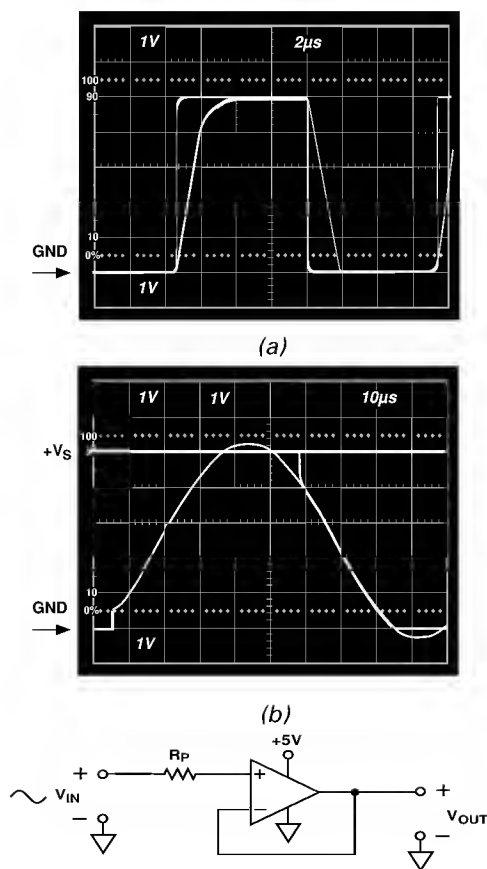 1V 2µs
100
90
10
GND 0%
1V
(a)
1V 1V 10µs
100
+VS
10
GND 0%
1V
(b)
+5V
RP
+ + +
VIN − VOUT
− −